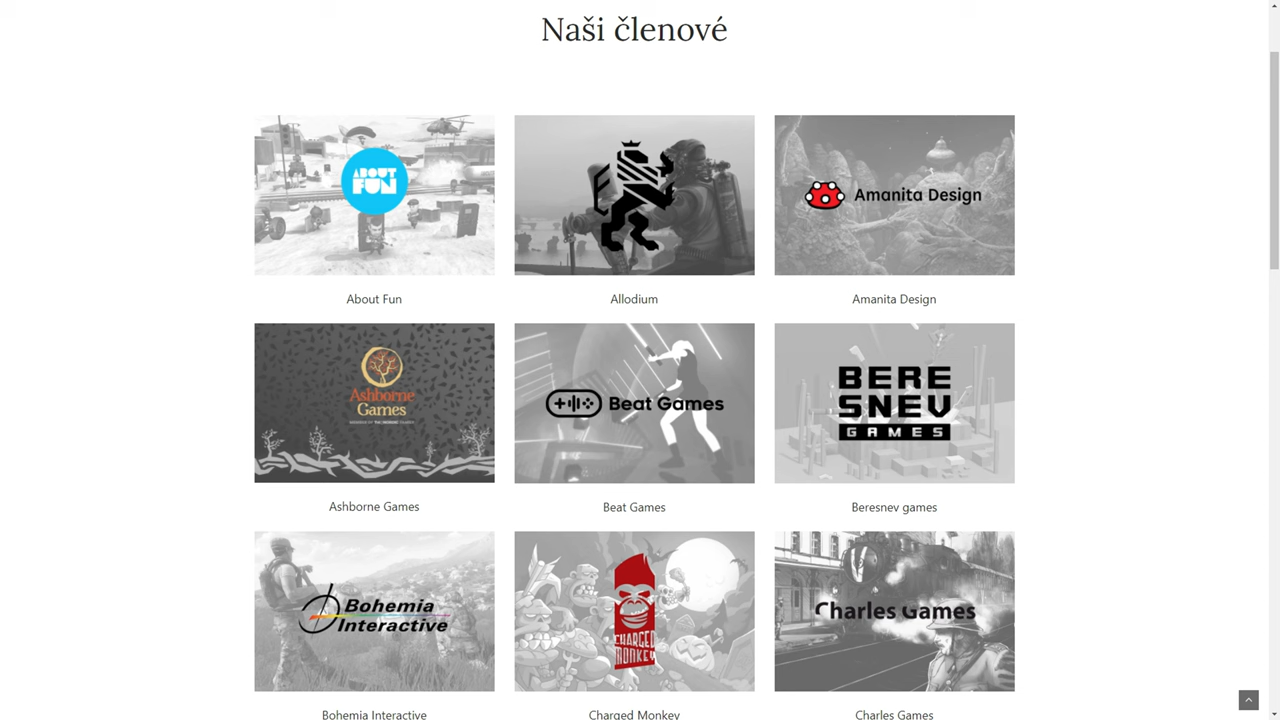 Naši členové
ABOUT
FUN
Amanita Design
About Fun
Allodium
Amanita Design
Ashborne
Games
Beat Games
BERE
SNEV
GAMES
Ashborne Games
Beat Games
Beresnev games
Bohemia
Interactive
CHARGED
MONKEY
Charles Games
Bohemia Interactive
Charged Monkey
Charles Games